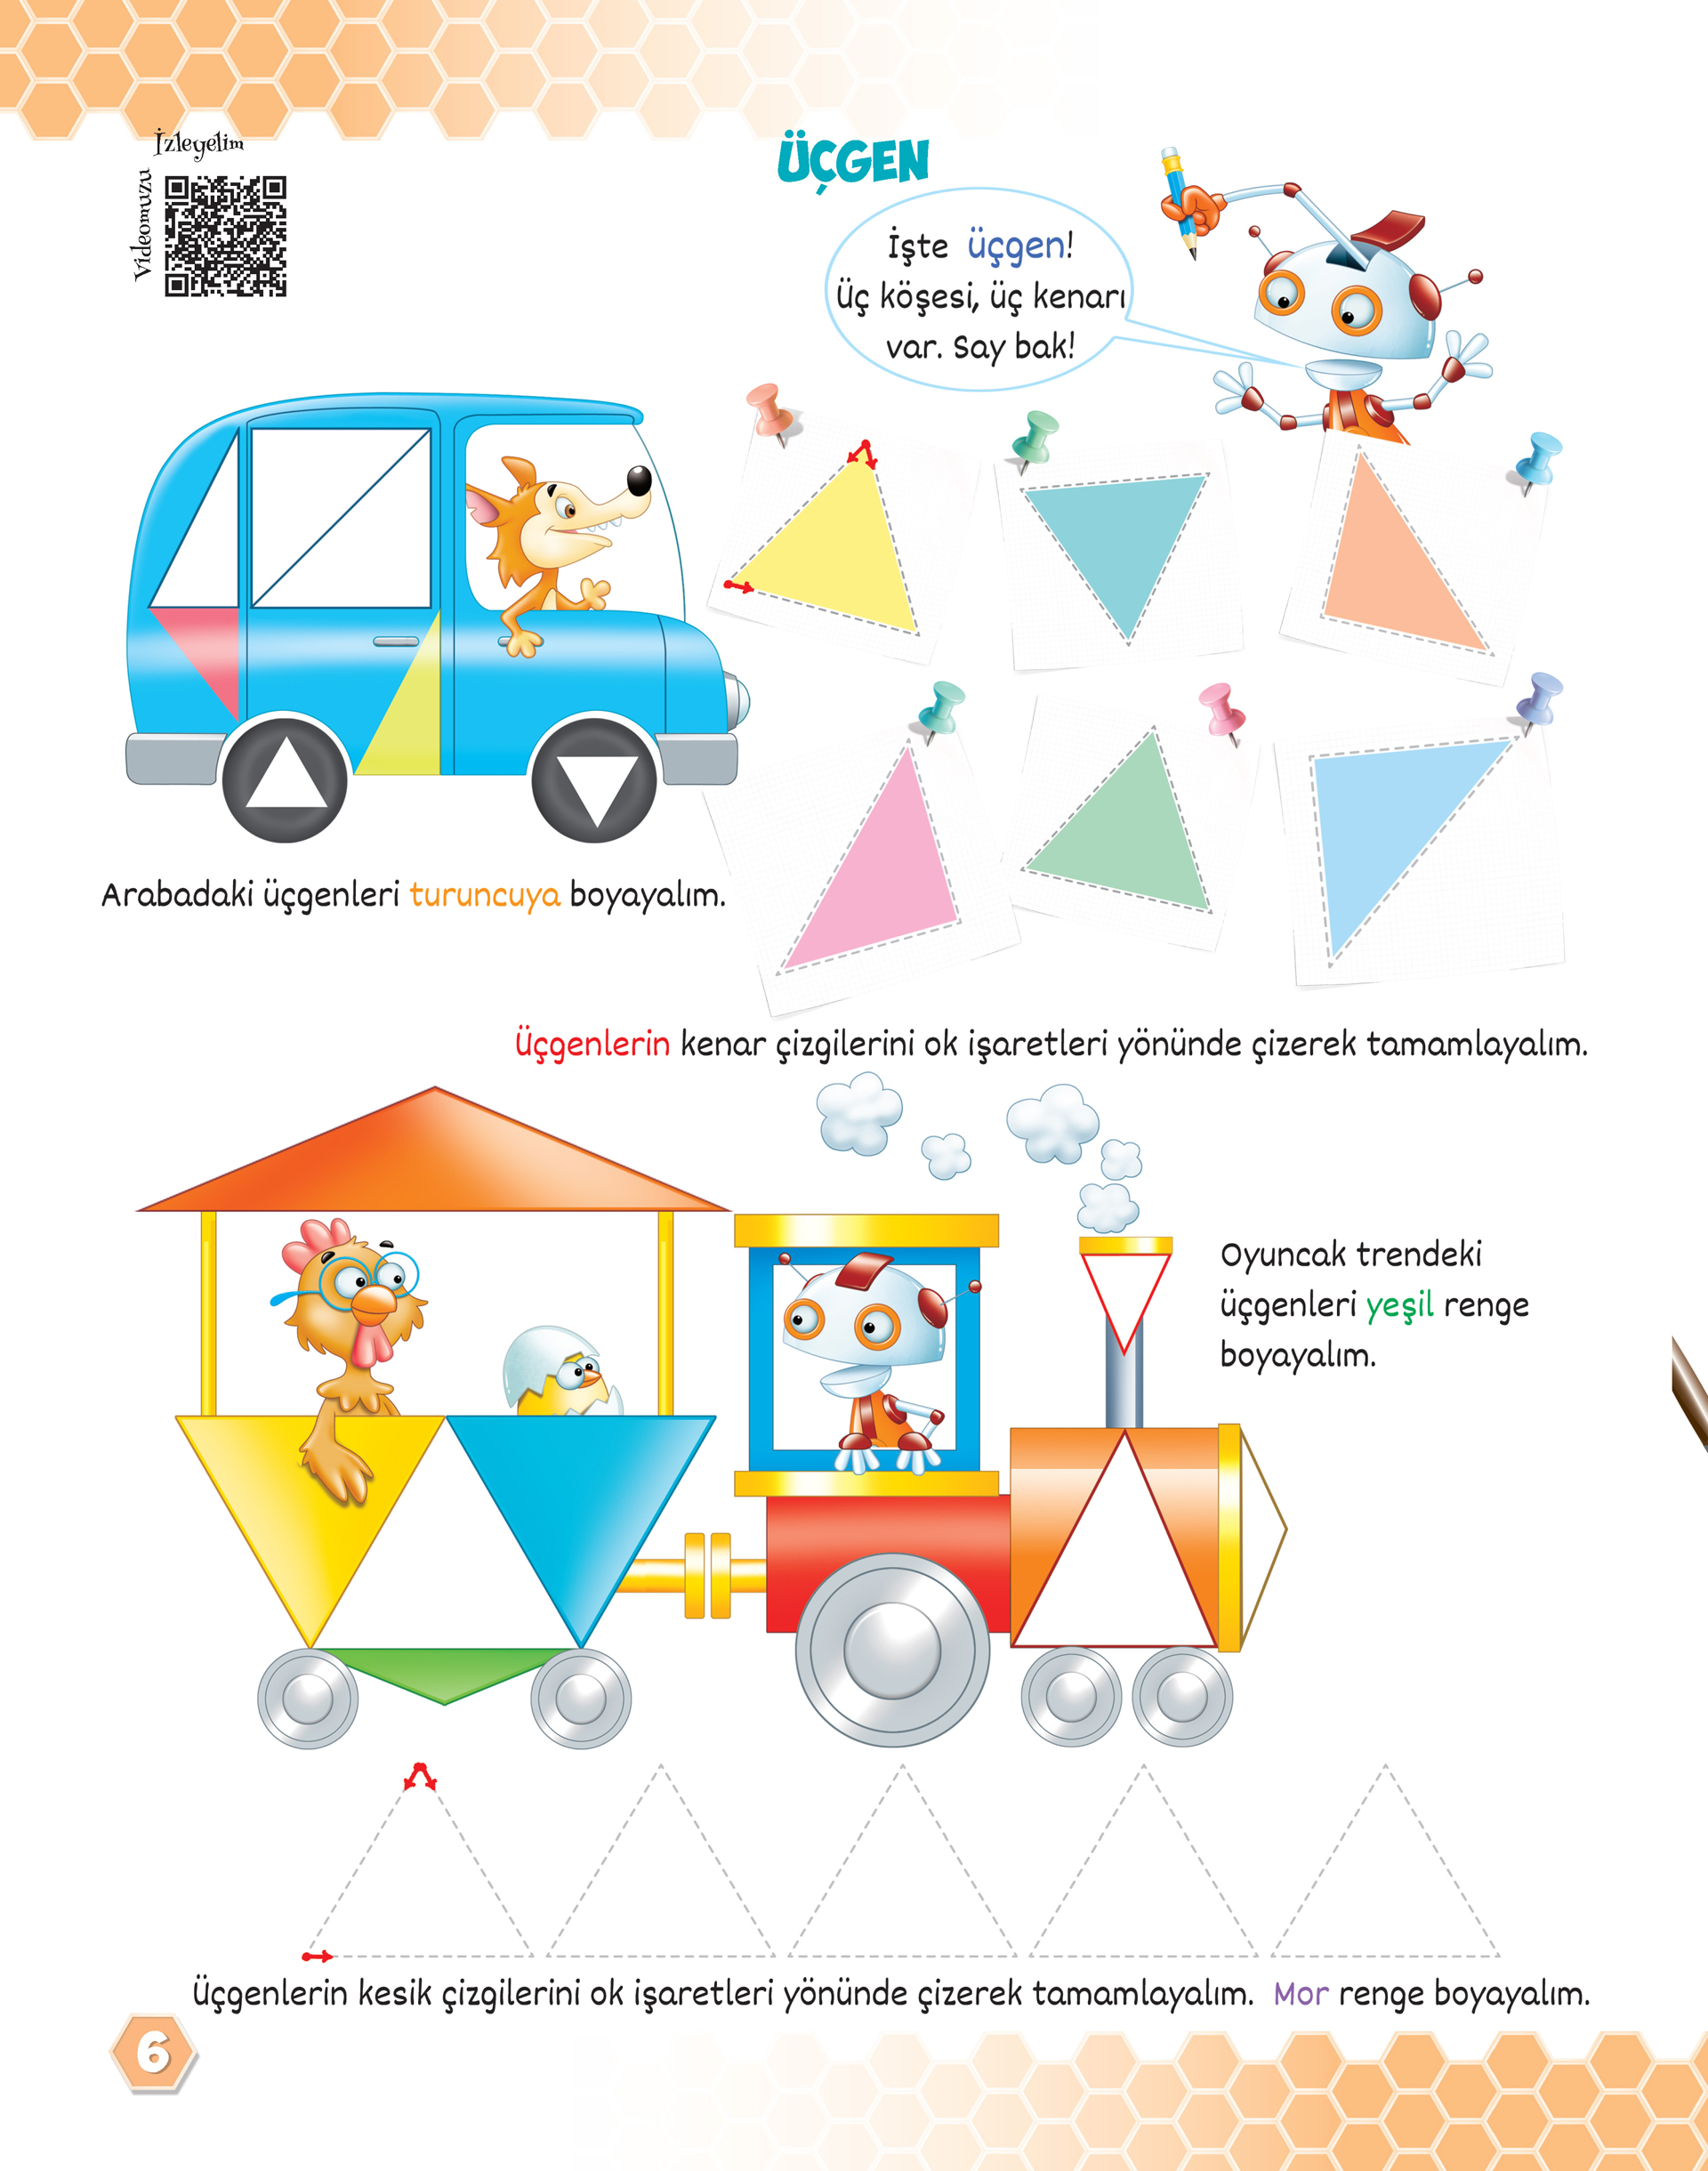 İzleyelim
Videomuzu
ÜÇGEN
İşte üçgen!
Üç köşesi, üç kenarı
var. Say bak!
Arabadaki üçgenleri turuncuya boyayalım.
Üçgenlerin kenar çizgilerini ok işaretleri yönünde çizerek tamamlayalım.
Oyuncak trendeki
üçgenleri yeşil renge
boyayalım.
Üçgenlerin kesik çizgilerini ok işaretleri yönünde çizerek tamamlayalım. Mor renge boyayalım.
6